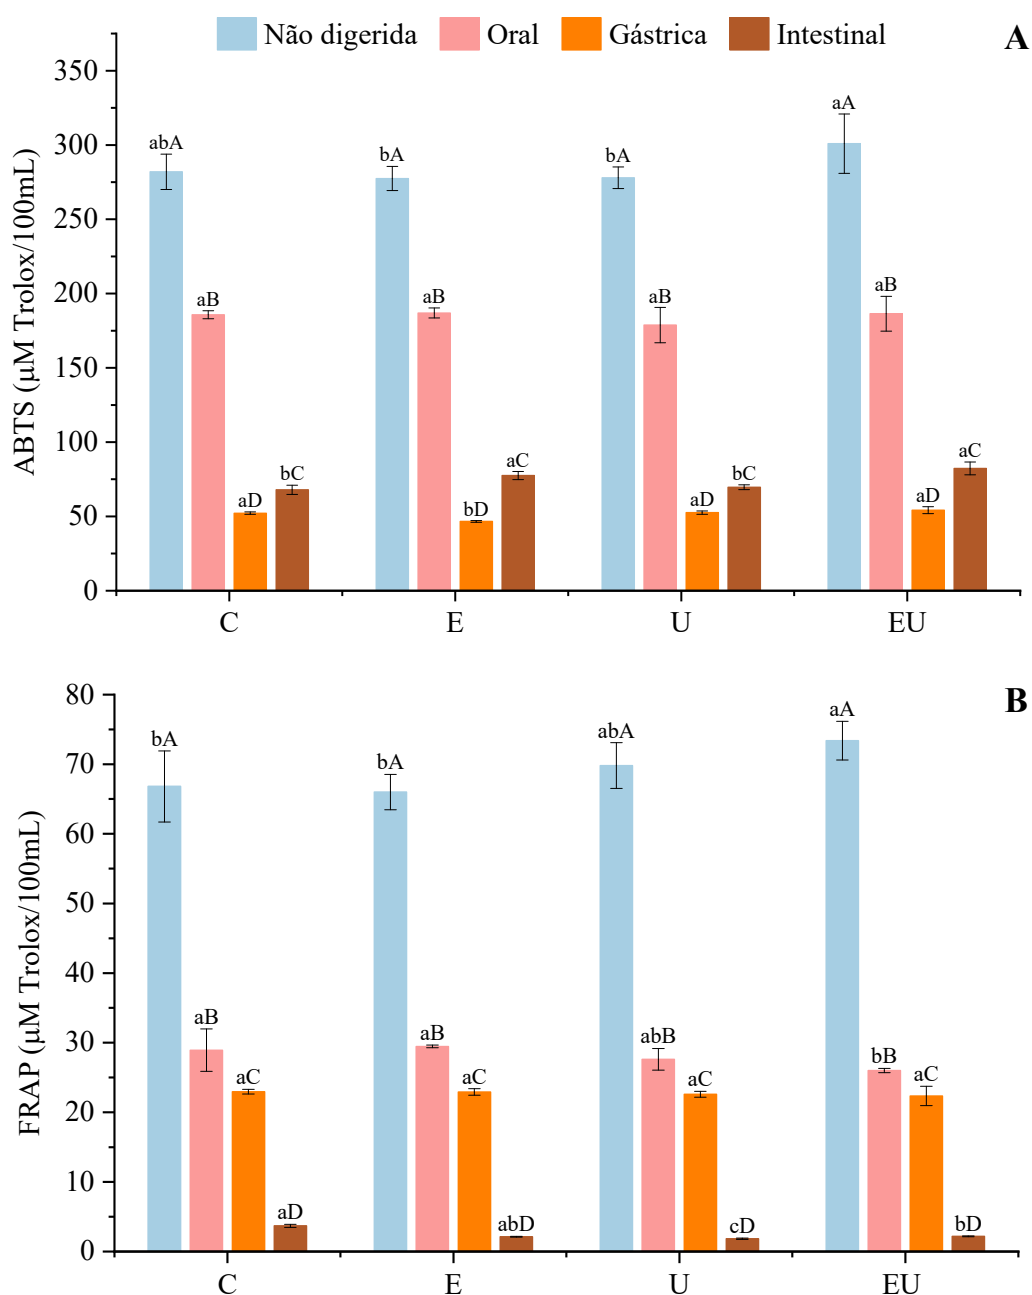 Não digerida Oral Gástrica Intestinal
A
ABTS (µM Trolox/100mL)
350
300
250
200
150
100
50
0
abA aB aD bC
bA aB bD aC
bA aB aD bC
aA aB aD aC
C E U EU
B
FRAP (µM Trolox/100mL)
80
70
60
50
40
30
20
10
0
bA aB aC aD
bA aB aC abD
abA abB aC cD
aA bB aC bD
C E U EU